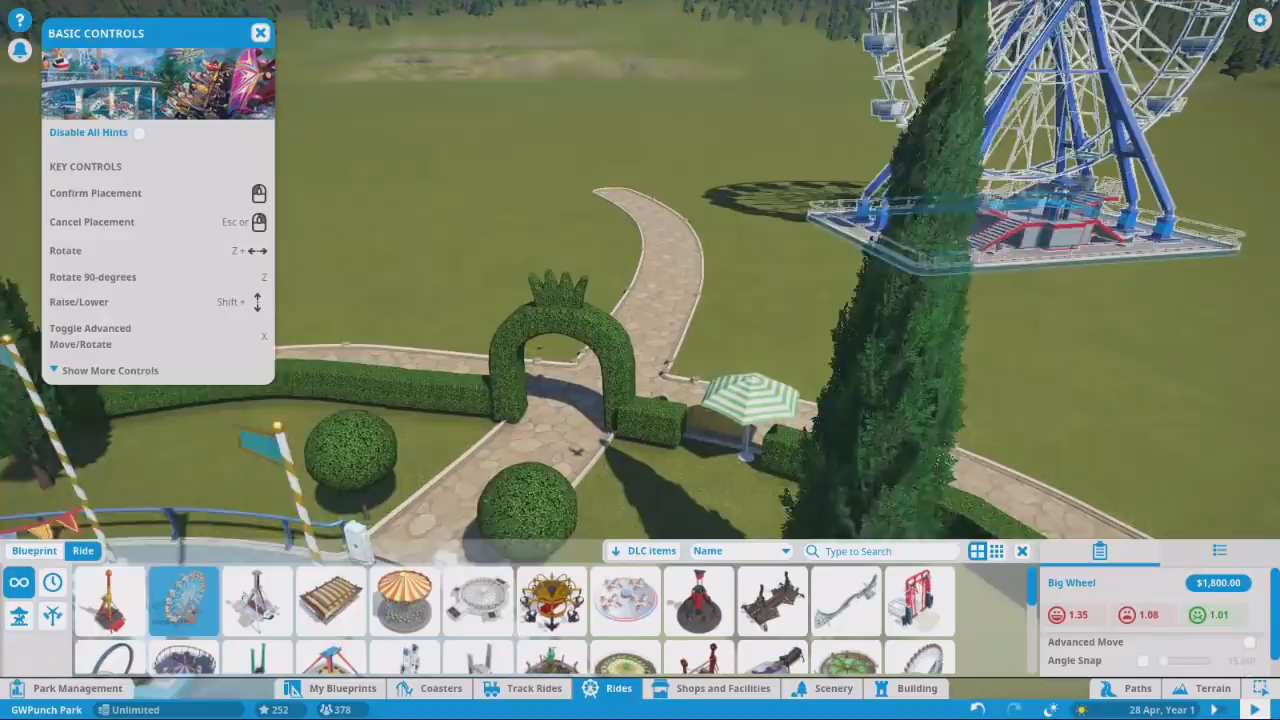 ?
BASIC CONTROLS
Disable All Hints
KEY CONTROLS
Confirm Placement
Cancel Placement Esc or
Rotate Z +
Rotate 90-degrees Z
Raise/Lower Shift +
Toggle Advanced
Move/Rotate X
Show More Controls
Blueprint Ride DLC items Name Type to Search
Big Wheel $1,800.00
1.35 1.08 1.01
Advanced Move
Angle Snap 15.00°
Park Management My Blueprints Coasters Track Rides Rides Shops and Facilities Scenery Building Paths Terrain
GWPunch Park Unlimited 252 378 28 Apr, Year 1